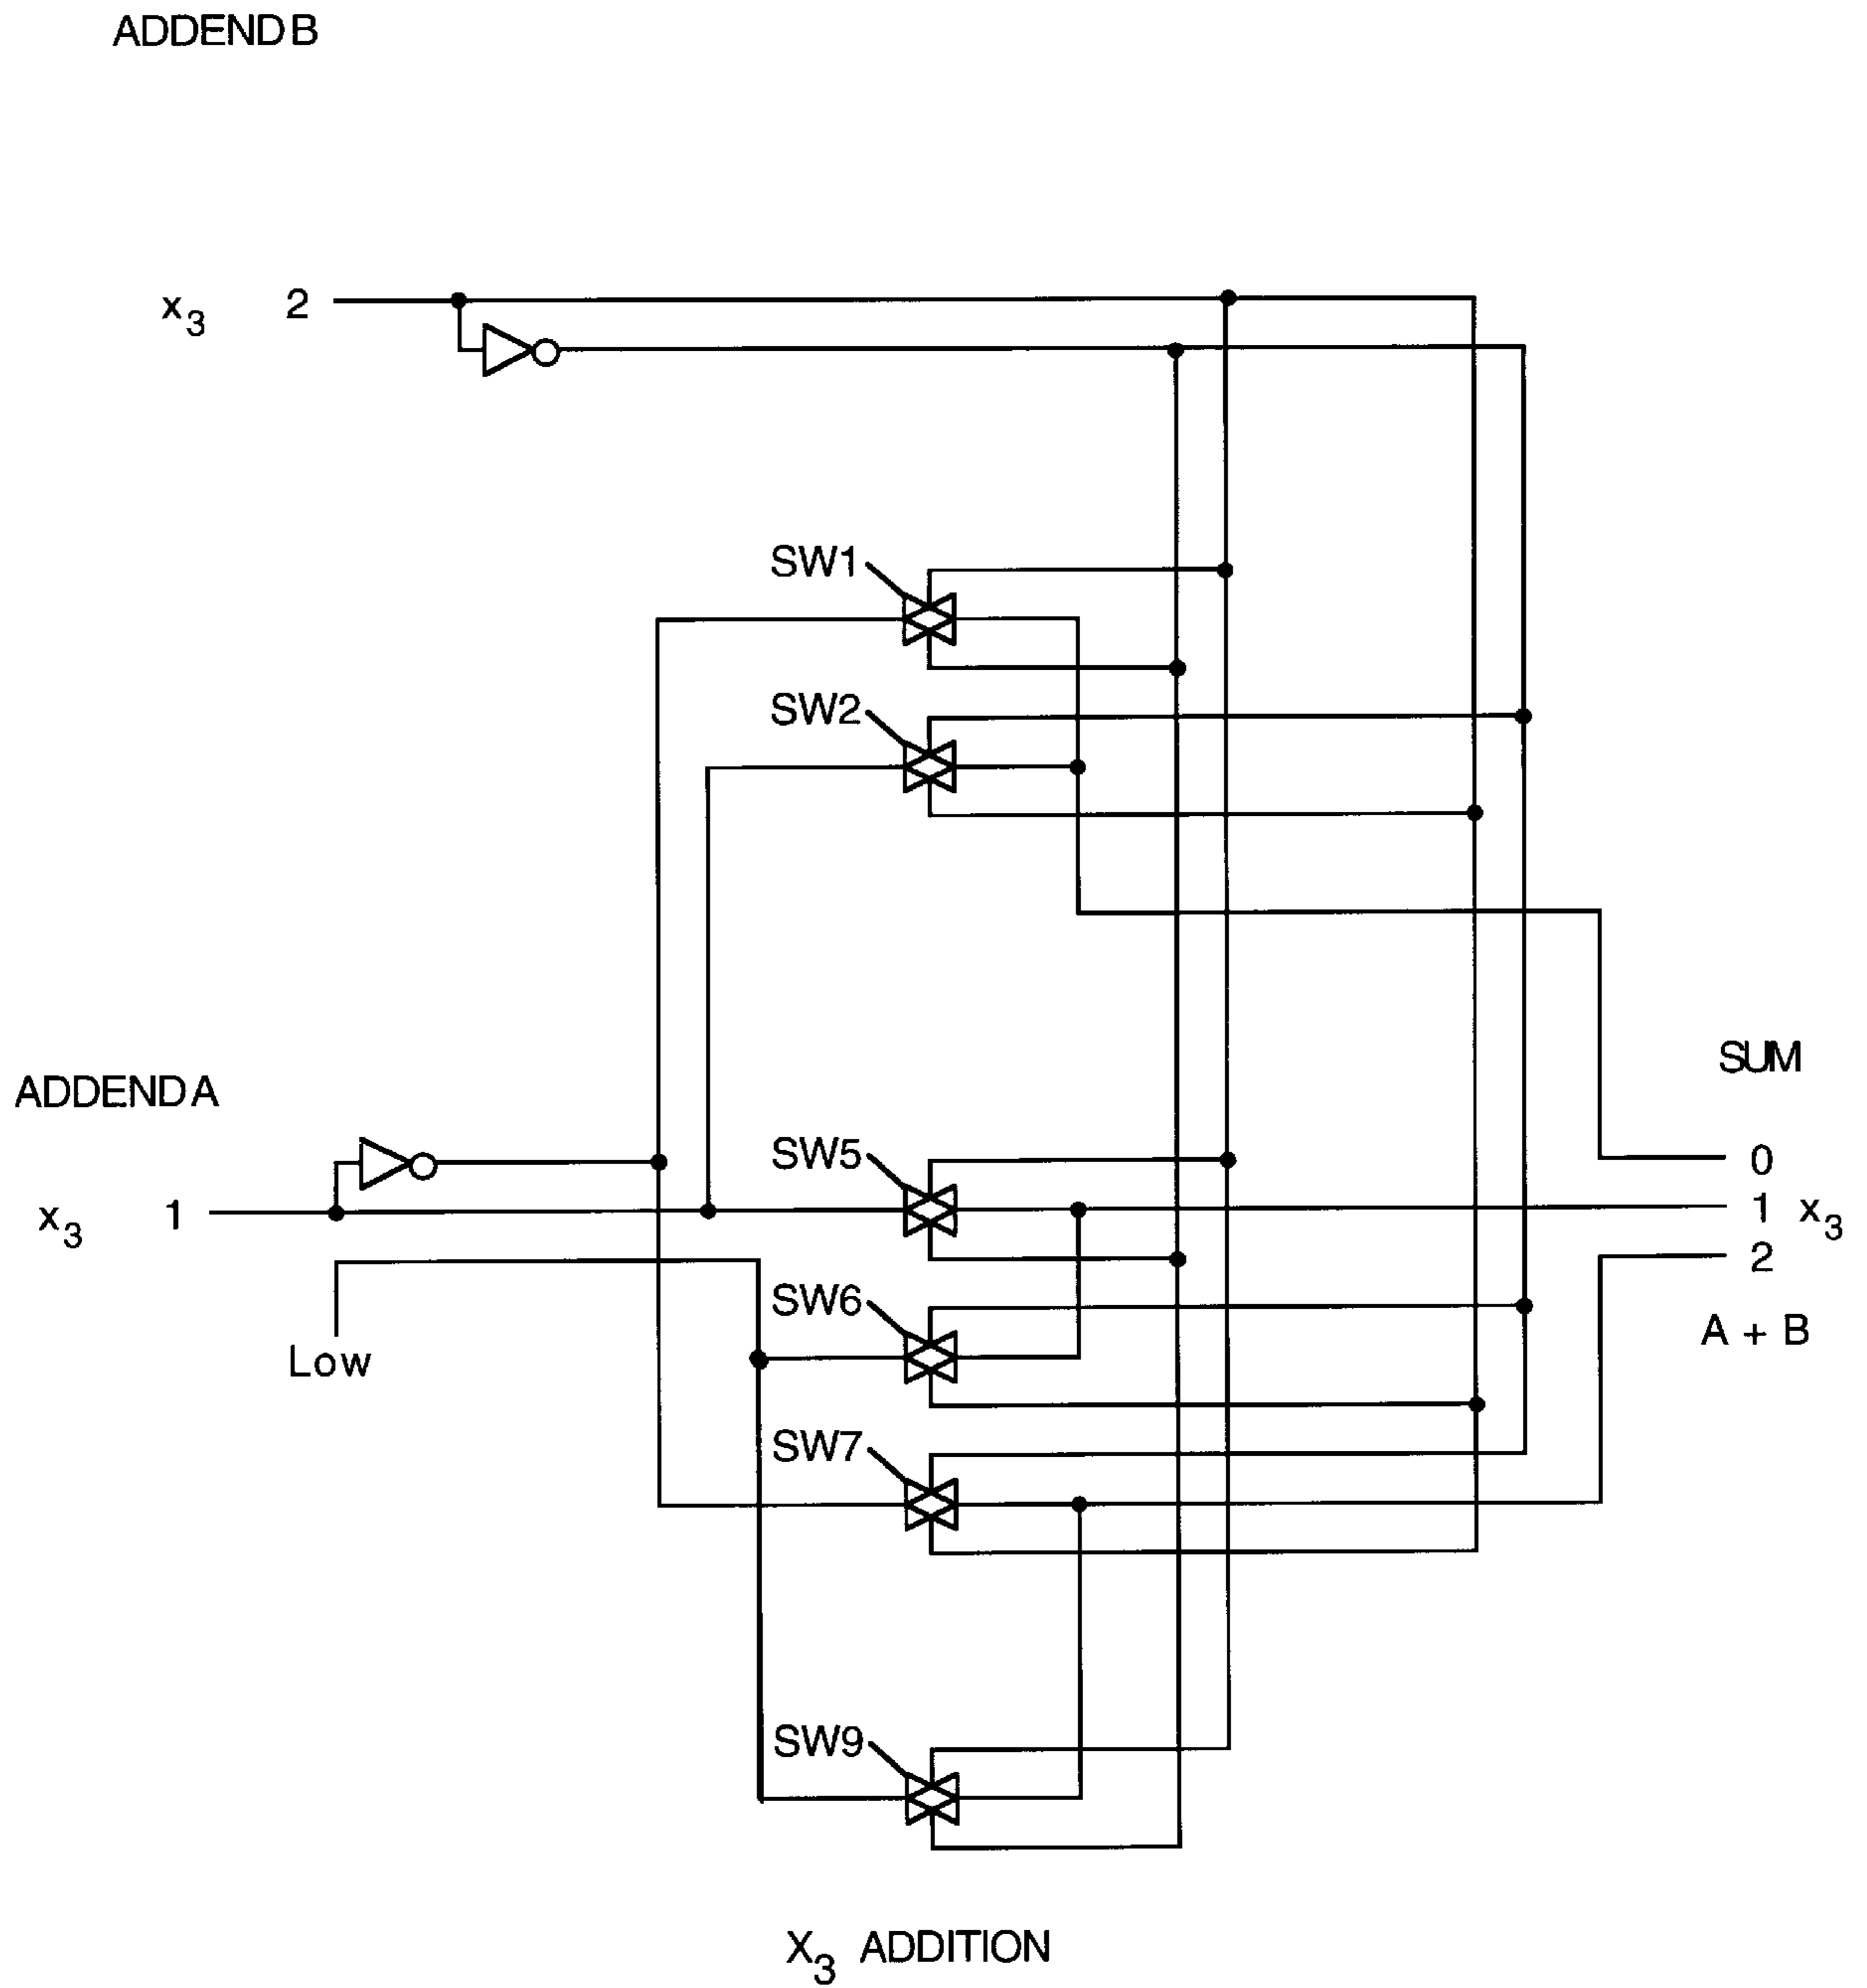 ADDEND B
x3 2
SW1
SW2
SUM
SW5
0
ADDEND A
x3 1
1 x3
2
Low
SW6
A + B
SW7
SW9
X3 ADDITION